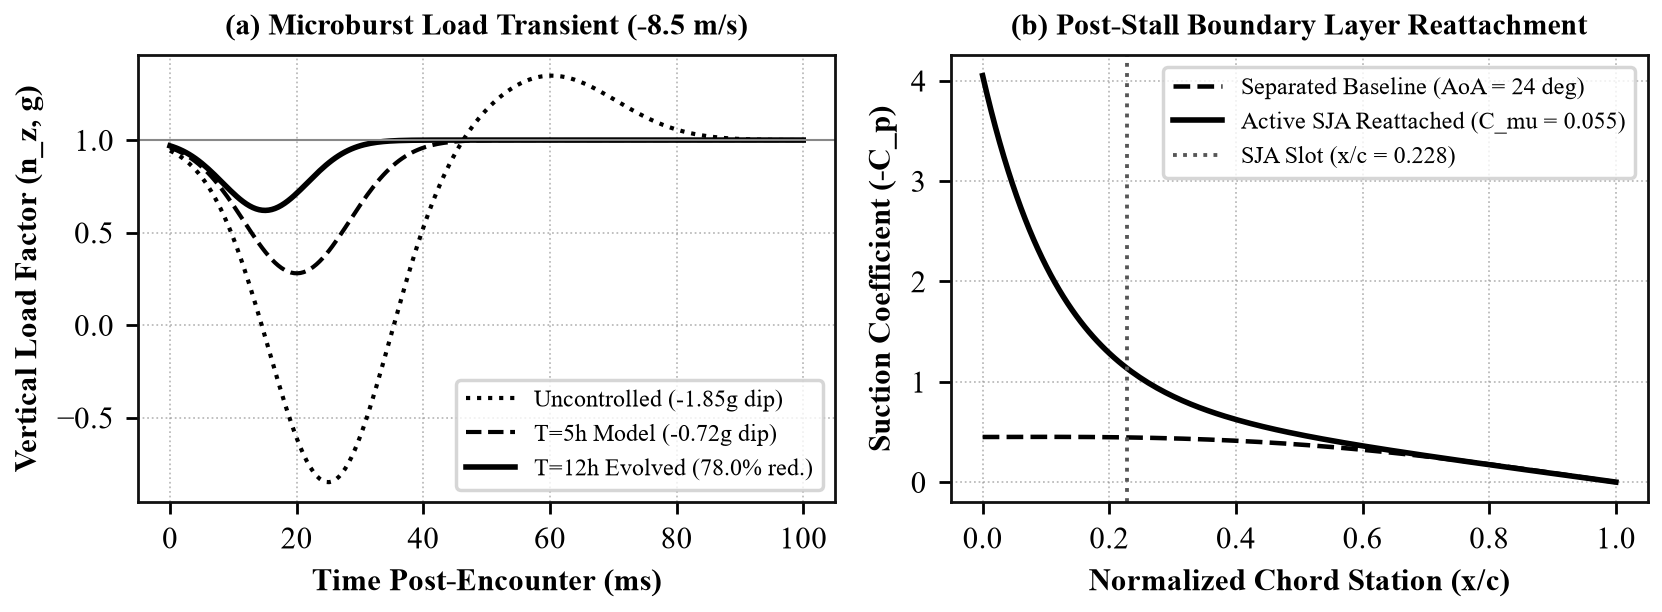 (a) Microburst Load Transient (-8.5 m/s)
Vertical Load Factor (n_z, g)
1.0
0.5
0.0
−0.5
Uncontrolled (-1.85g dip)
T=5h Model (-0.72g dip)
T=12h Evolved (78.0% red.)
0 20 40 60 80 100
Time Post-Encounter (ms)
(b) Post-Stall Boundary Layer Reattachment
Suction Coefficient (-C_p)
4
3
2
1
0
Separated Baseline (AoA = 24 deg)
Active SJA Reattached (C_mu = 0.055)
SJA Slot (x/c = 0.228)
0.0 0.2 0.4 0.6 0.8 1.0
Normalized Chord Station (x/c)